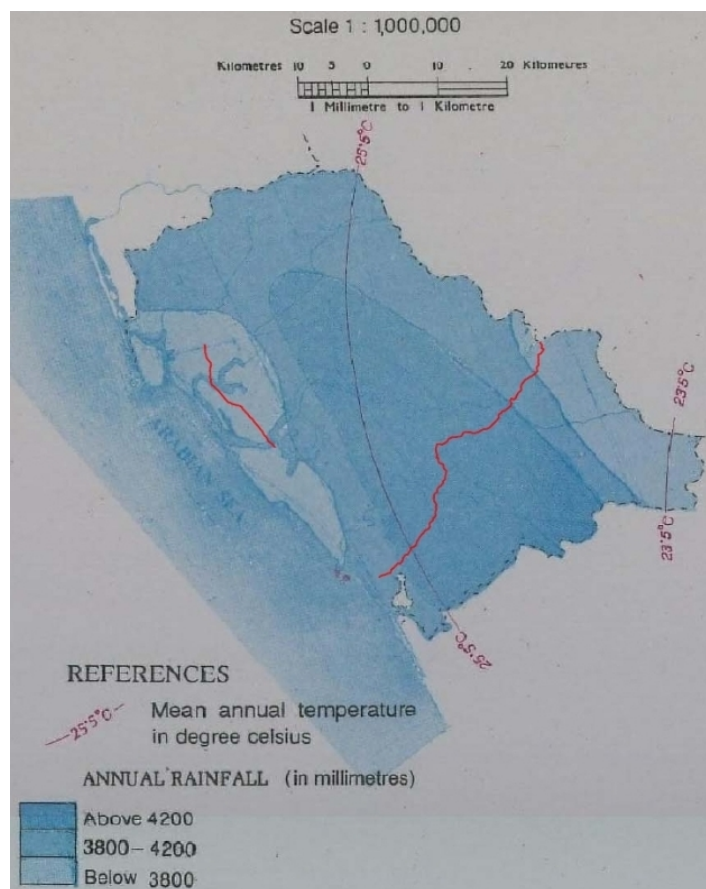 Scale 1 : 1,000,000
Kilometres 10 5 0 10 20 Kilometres
1 Millimetre to 1 Kilometre
25·5°C
ARABIAN SEA
23·5°C
23·5°C
25·5°C
REFERENCES
25·5°C
Mean annual temperature
in degree celsius
ANNUAL RAINFALL (in millimetres)
Above 4200
3800 – 4200
Below 3800